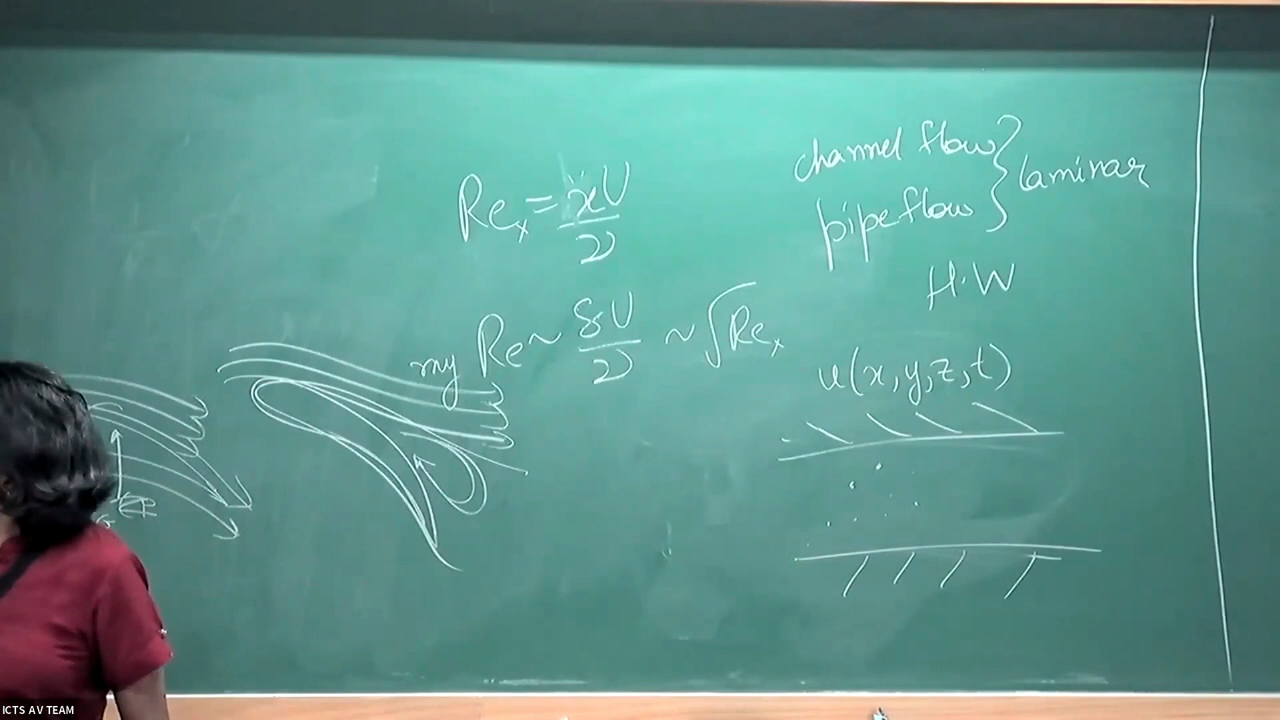 Re_x = xU/ν
my Re ~ δU/ν ~ √Re_x
channel flow
pipe flow } laminar
H.W
u(x,y,z,t)
ICTS AV TEAM